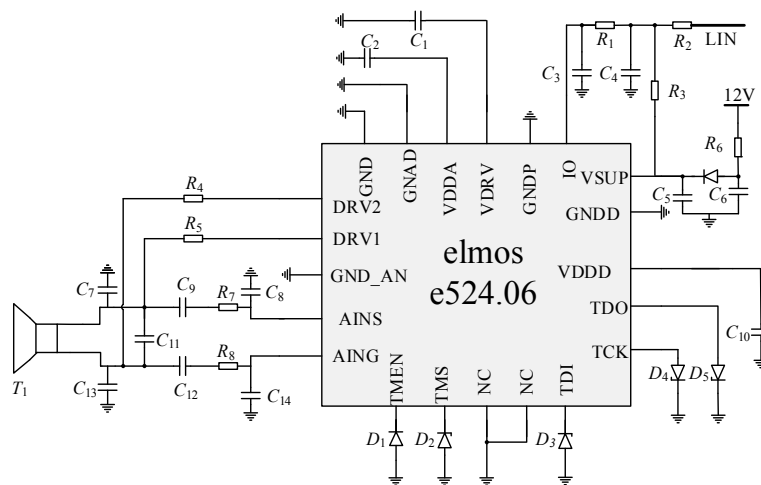 C1
C2
R1
R2
LIN
C3
C4
R3
12V
R6
GND
GNAD
VDDA
VDRV
GNDP
IO
VSUP
C5
C6
R4
DRV2
GNDD
R5
DRV1
elmos
e524.06
GND_AN
VDDD
C7
C9
R7
C8
TDO
AINS
C11
C10
R8
AING
TCK
T1
C13
C12
C14
D4
D5
TMEN
TMS
NC
NC
TDI
D1
D2
D3